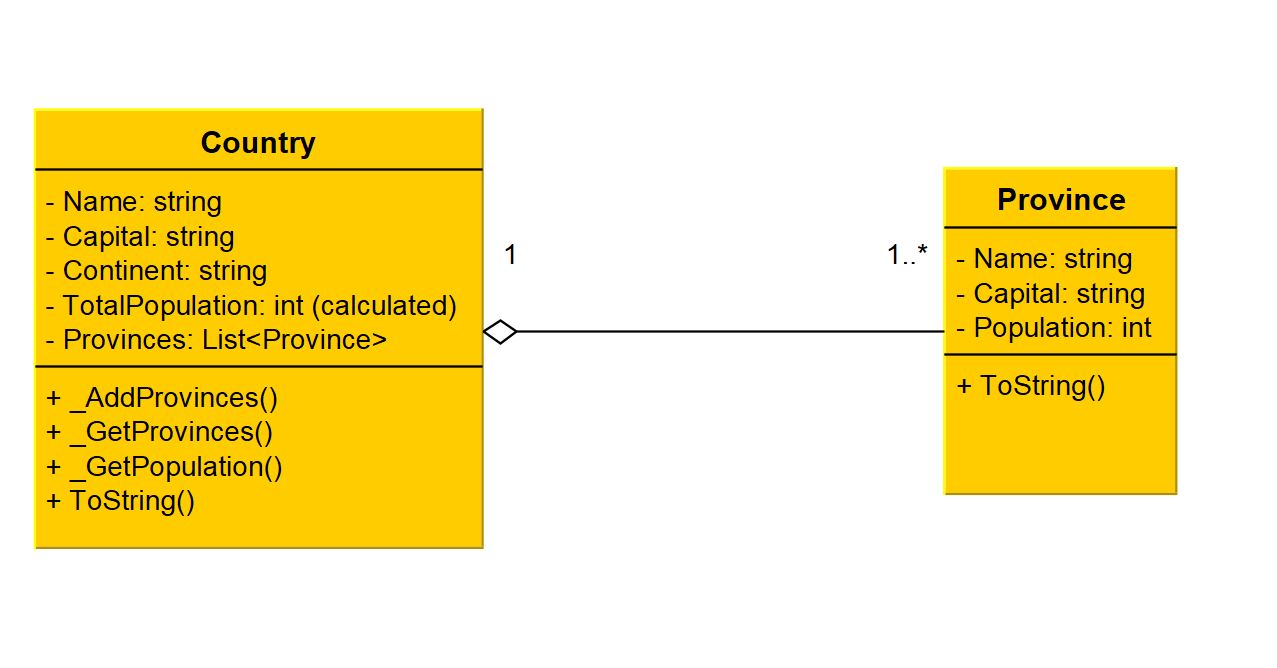 Country
- Name: string
- Capital: string
- Continent: string
- TotalPopulation: int (calculated)
- Provinces: List<Province>
+ _AddProvinces()
+ _GetProvinces()
+ _GetPopulation()
+ ToString()
1
1..*
Province
- Name: string
- Capital: string
- Population: int
+ ToString()